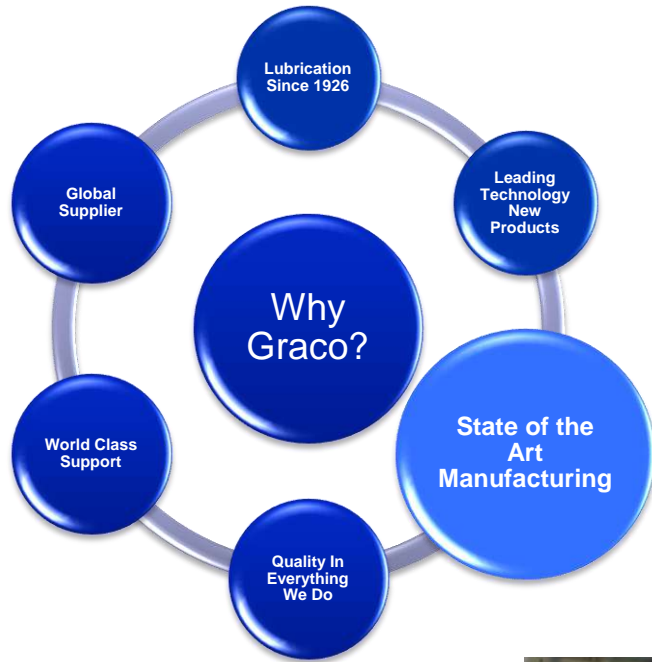 Lubrication
Since 1926
Leading
Technology
New
Products
Global
Supplier
Why
Graco?
State of the
Art
Manufacturing
World Class
Support
Quality In
Everything
We Do